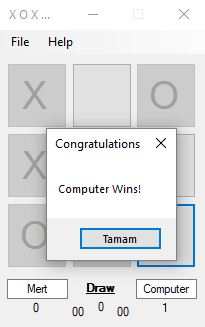 X O X ...
File Help
X O
Congratulations
X
Computer Wins!
O
Tamam
Mert Draw Computer
0 00 0 00 1